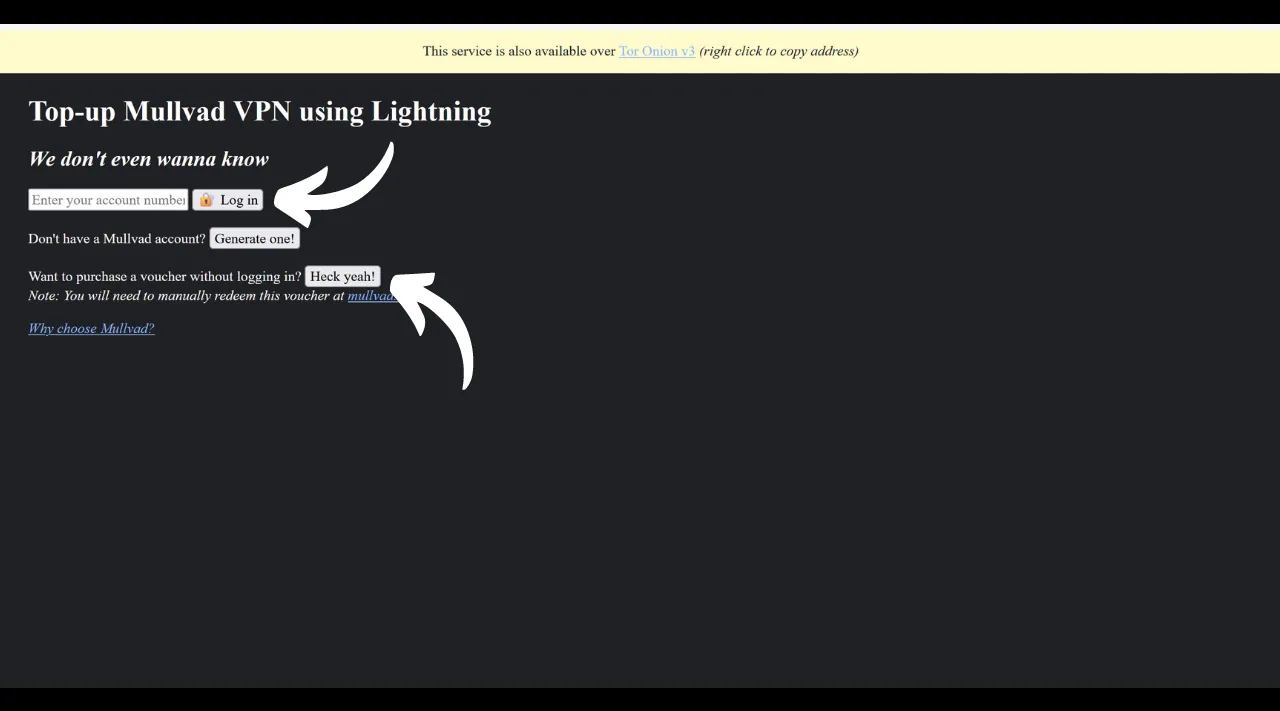 This service is also available over Tor Onion v3 (right click to copy address)
Top-up Mullvad VPN using Lightning
We don't even wanna know
Enter your account number Log in
Don't have a Mullvad account? Generate one!
Want to purchase a voucher without logging in? Heck yeah!
Note: You will need to manually redeem this voucher at mullvad.
Why choose Mullvad?